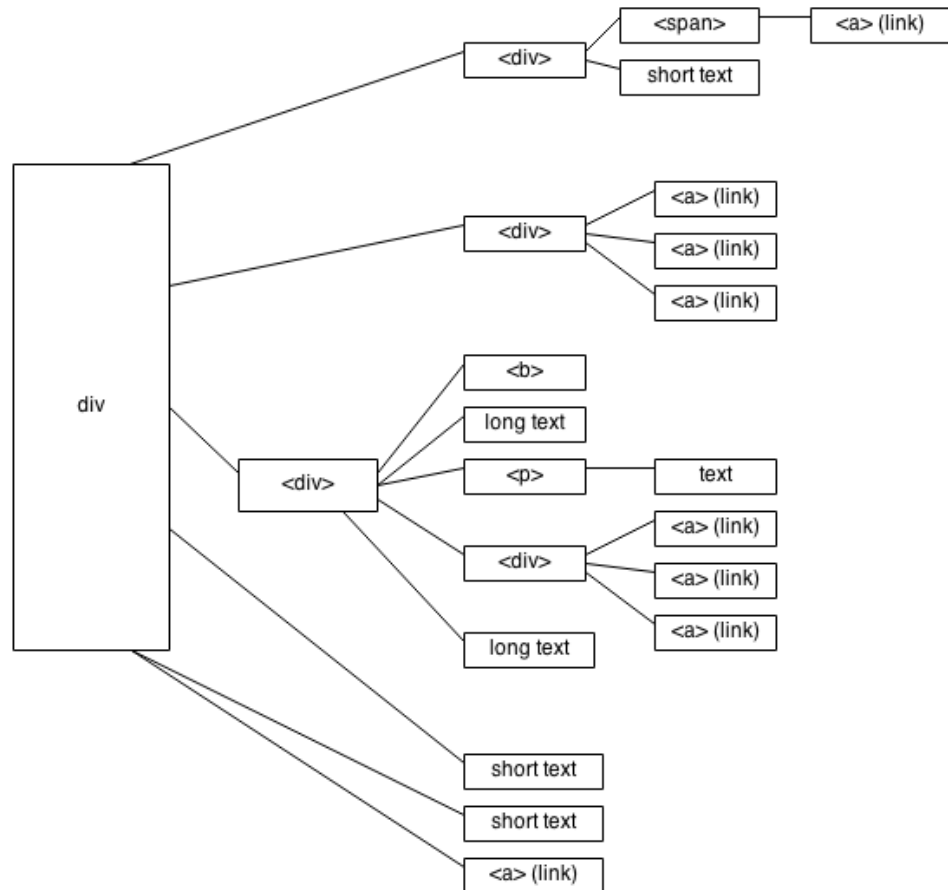 <span>
<a> (link)
<div>
short text
<a> (link)
<div>
<a> (link)
<a> (link)
div
<b>
long text
<div>
<p>
text
<a> (link)
<div>
<a> (link)
<a> (link)
long text
short text
short text
<a> (link)